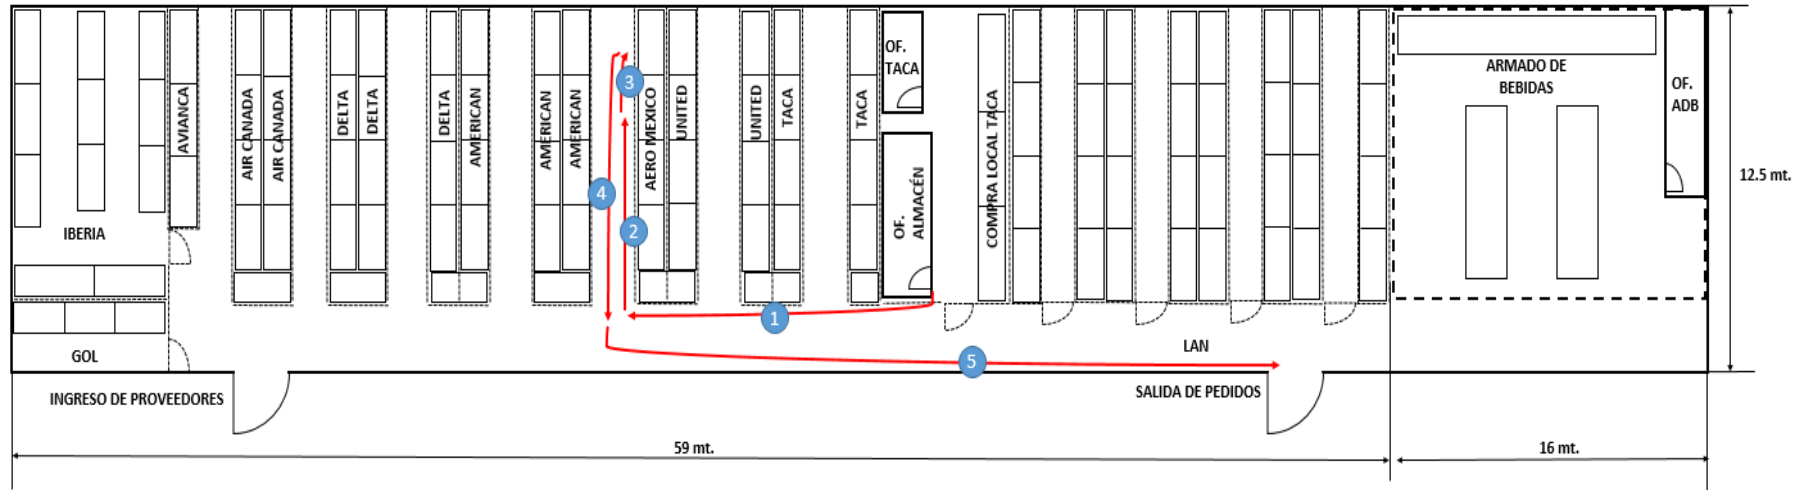 AVIANCA
AIR CANADA
AIR CANADA
DELTA
DELTA
DELTA
AMERICAN
AMERICAN
AMERICAN
3
AERO MEXICO
UNITED
UNITED
TACA
TACA
OF.
TACA
OF.
ALMACÉN
COMPRA LOCAL TACA
ARMADO DE
BEBIDAS
OF.
ADB
12.5 mt.
4
2
IBERIA
1
GOL
5
LAN
INGRESO DE PROVEEDORES
SALIDA DE PEDIDOS
59 mt.
16 mt.